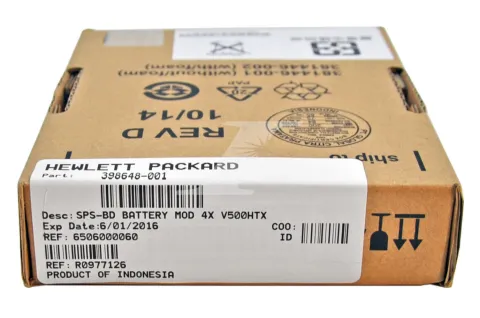 381446-002 (with/foam)
381446-001 (without/foam)
20
PAP
10/14
REV D
ship to
HEWLETT PACKARD
Part: 398648-001
Desc: SPS-BD BATTERY MOD 4X V500HTX
Exp Date:6/01/2016 COO:
REF: 6506000060 ID
REF: R0977126
PRODUCT OF INDONESIA